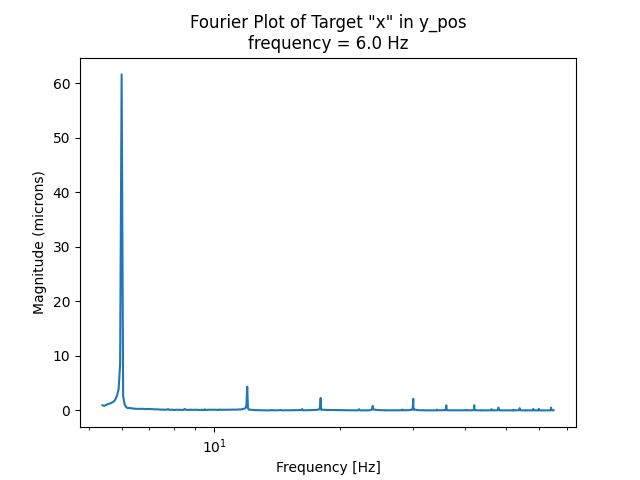 Fourier Plot of Target "x" in y_pos
frequency = 6.0 Hz
Magnitude (microns)
60
50
40
30
20
10
0
10¹
Frequency [Hz]